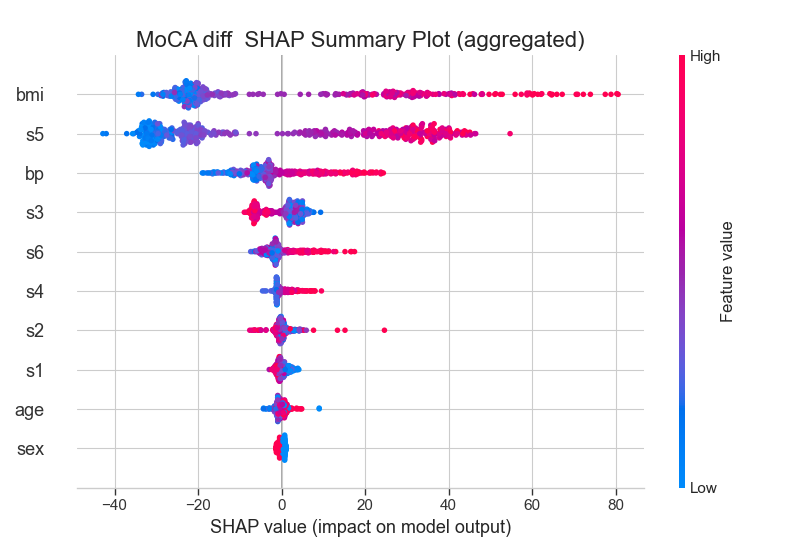 MoCA diff  SHAP Summary Plot (aggregated)
High
bmi
s5
bp
s3
s6
s4
s2
s1
age
sex
Feature value
Low
−40 −20 0 20 40 60 80
SHAP value (impact on model output)